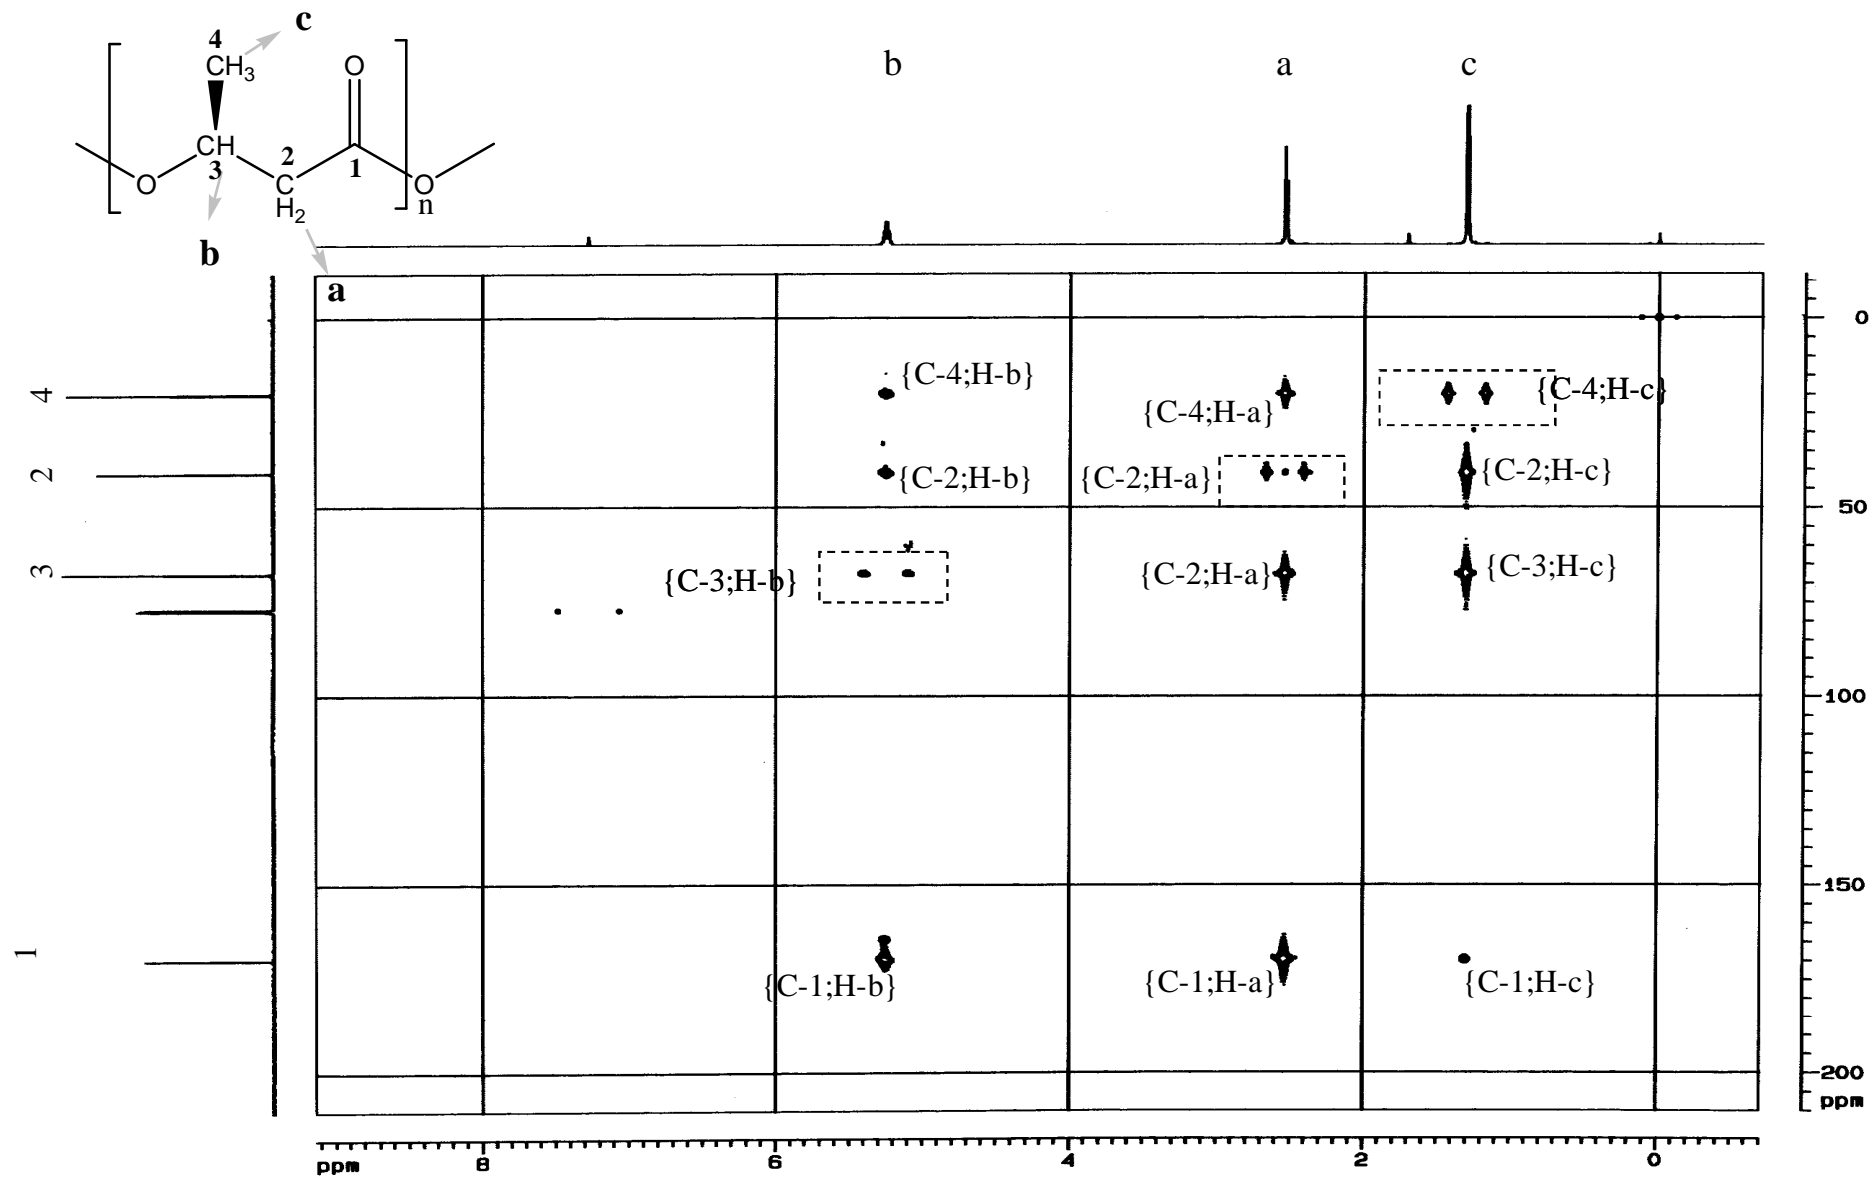 4 c
CH3 O
b a c
CH 2
3 1
O C O
H2 n
b
a
0
4 {C-4;H-b} {C-4;H-a} {C-4;H-c}
2 {C-2;H-b} {C-2;H-a} {C-2;H-c}
50
3 {C-3;H-b} {C-2;H-a} {C-3;H-c}
100
150
1 {C-1;H-b} {C-1;H-a} {C-1;H-c}
200
ppm
ppm 8 6 4 2 0